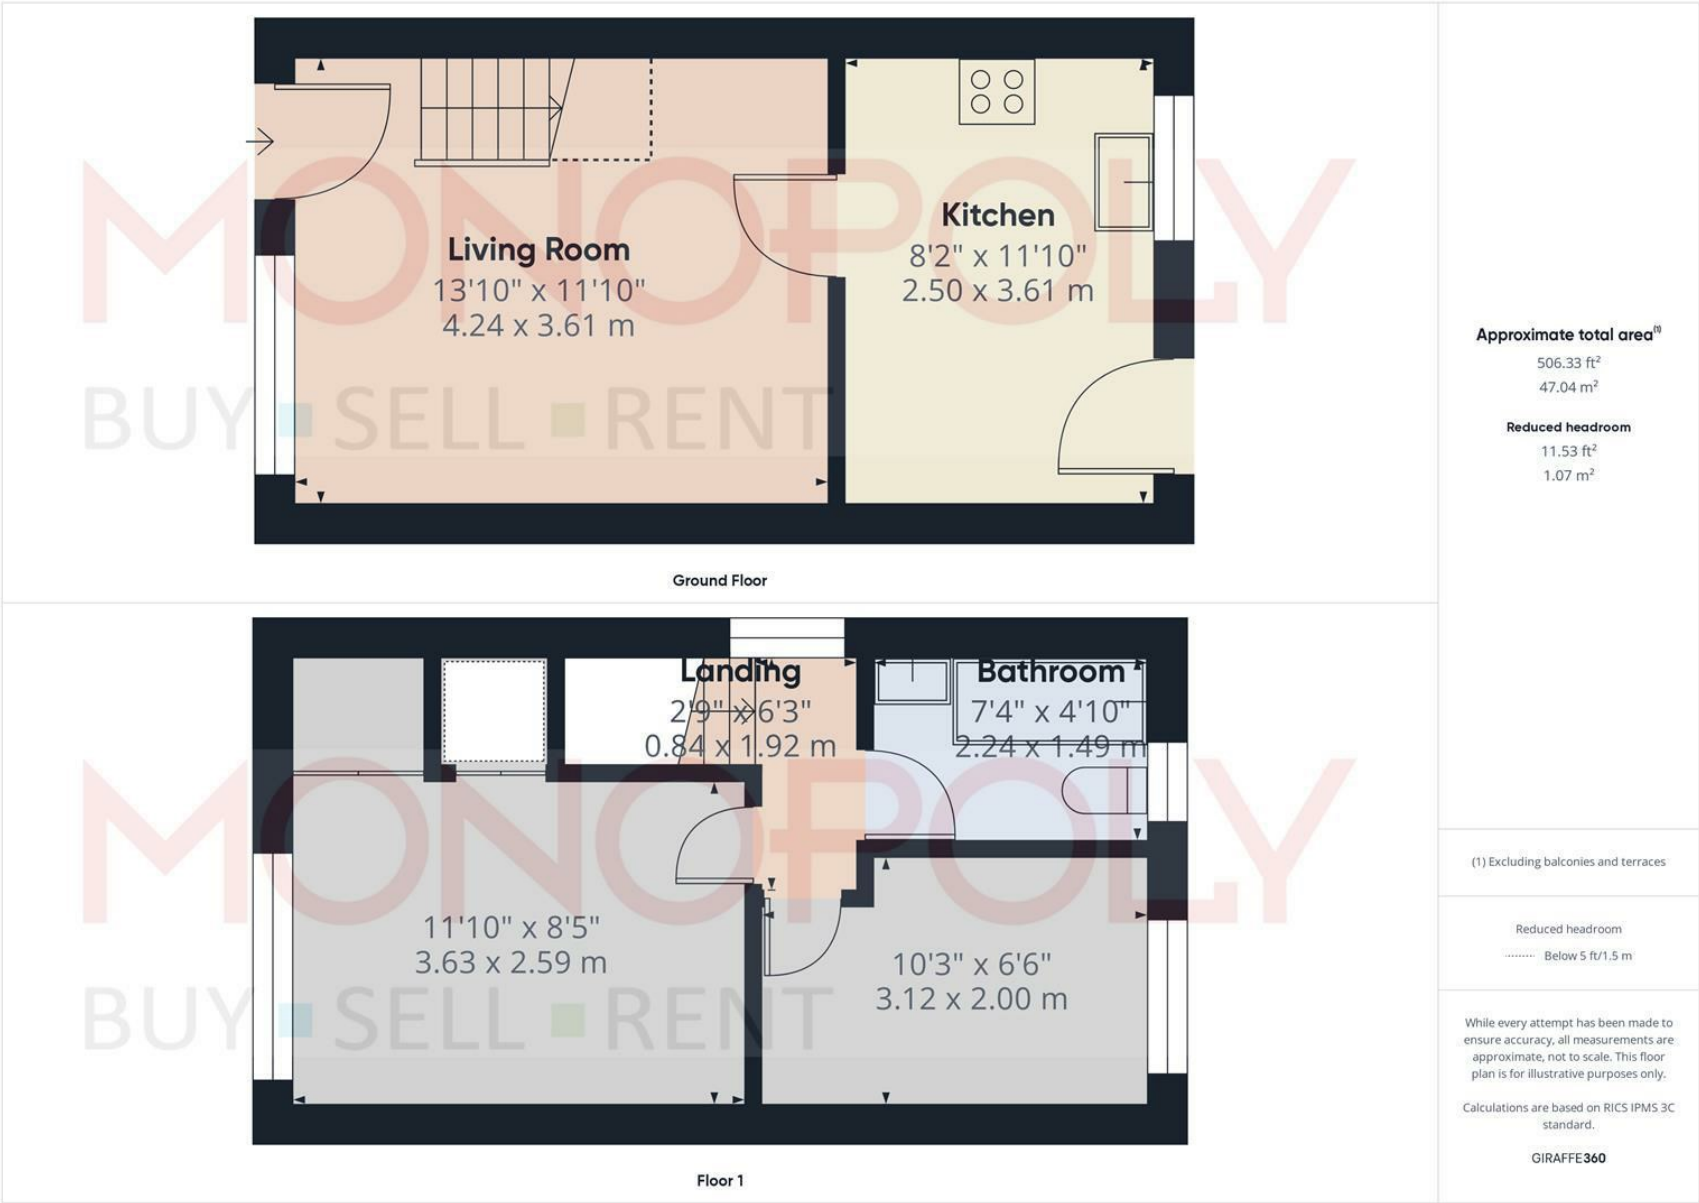 MONOPOLY
BUY SELL RENT
Living Room
13'10" x 11'10"
4.24 x 3.61 m
Kitchen
8'2" x 11'10"
2.50 x 3.61 m
Ground Floor
MONOPOLY
BUY SELL RENT
Landing
2'9" x 6'3"
0.84 x 1.92 m
Bathroom
7'4" x 4'10"
2.24 x 1.49 m
11'10" x 8'5"
3.63 x 2.59 m
10'3" x 6'6"
3.12 x 2.00 m
Floor 1
Approximate total area(1)
506.33 ft²
47.04 m²
Reduced headroom
11.53 ft²
1.07 m²
(1) Excluding balconies and terraces
Reduced headroom
Below 5 ft/1.5 m
While every attempt has been made to
ensure accuracy, all measurements are
approximate, not to scale. This floor
plan is for illustrative purposes only.
Calculations are based on RICS IPMS 3C
standard.
GIRAFFE360